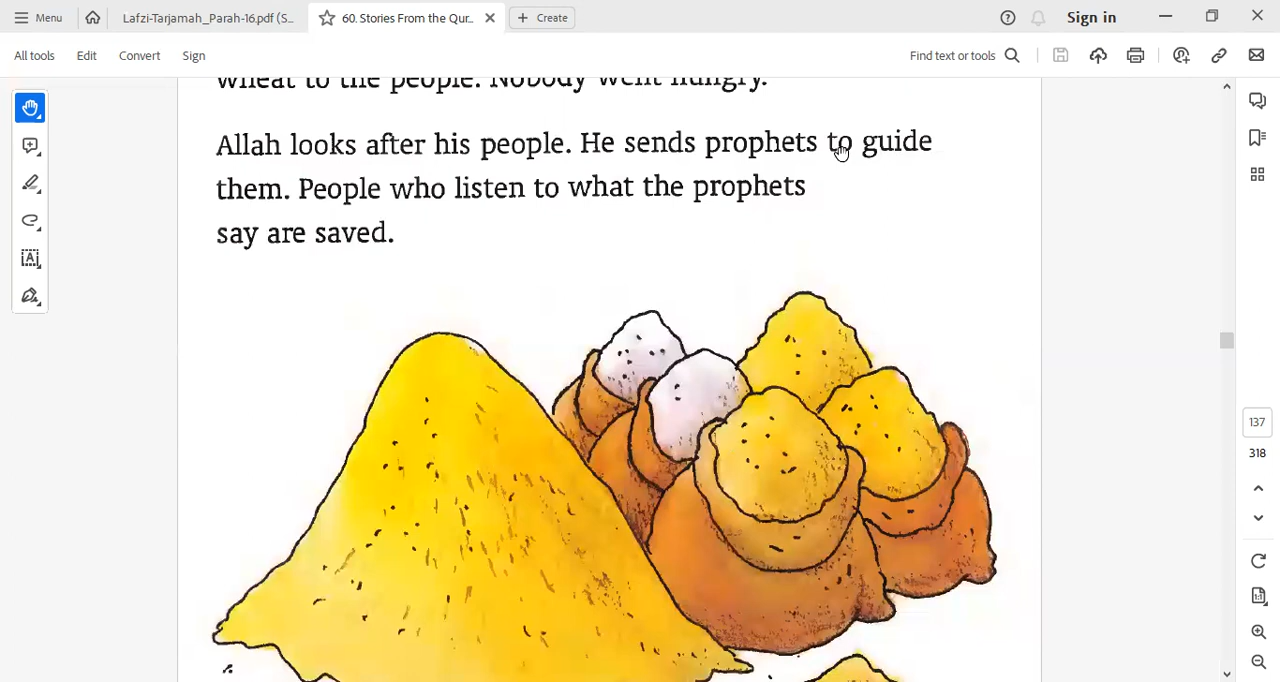 Menu
Lafzi-Tarjamah_Parah-16.pdf (S...
60. Stories From the Qur...
Create
Sign in
All tools
Edit
Convert
Sign
Find text or tools
wheat to the people. Nobody went hungry.
Allah looks after his people. He sends prophets to guide
them. People who listen to what the prophets
say are saved.
137
318